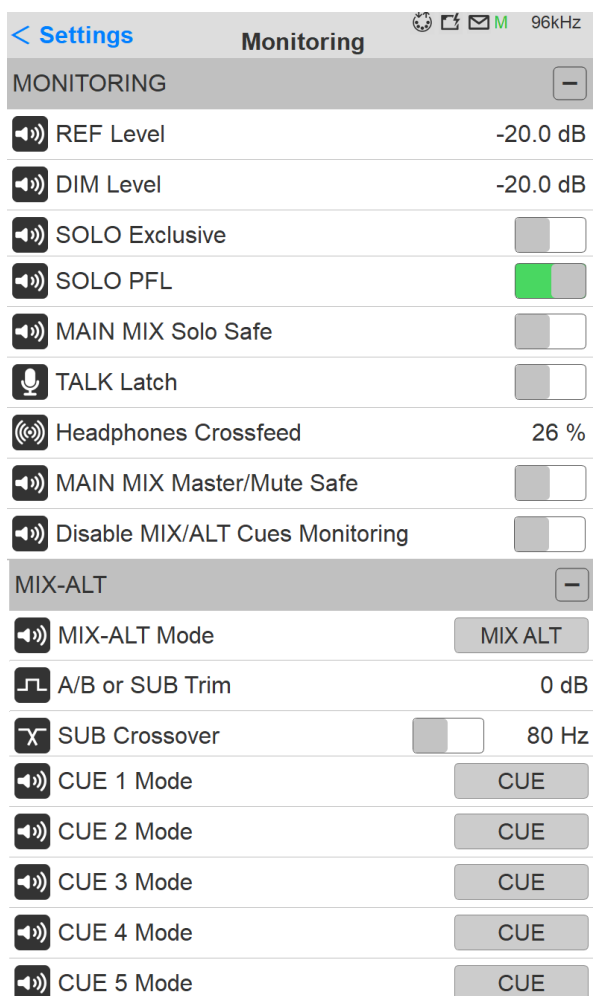 < Settings
Monitoring
M 96kHz
MONITORING
REF Level -20.0 dB
DIM Level -20.0 dB
SOLO Exclusive
SOLO PFL
MAIN MIX Solo Safe
TALK Latch
Headphones Crossfeed 26 %
MAIN MIX Master/Mute Safe
Disable MIX/ALT Cues Monitoring
MIX-ALT
MIX-ALT Mode MIX ALT
A/B or SUB Trim 0 dB
SUB Crossover 80 Hz
CUE 1 Mode CUE
CUE 2 Mode CUE
CUE 3 Mode CUE
CUE 4 Mode CUE
CUE 5 Mode CUE